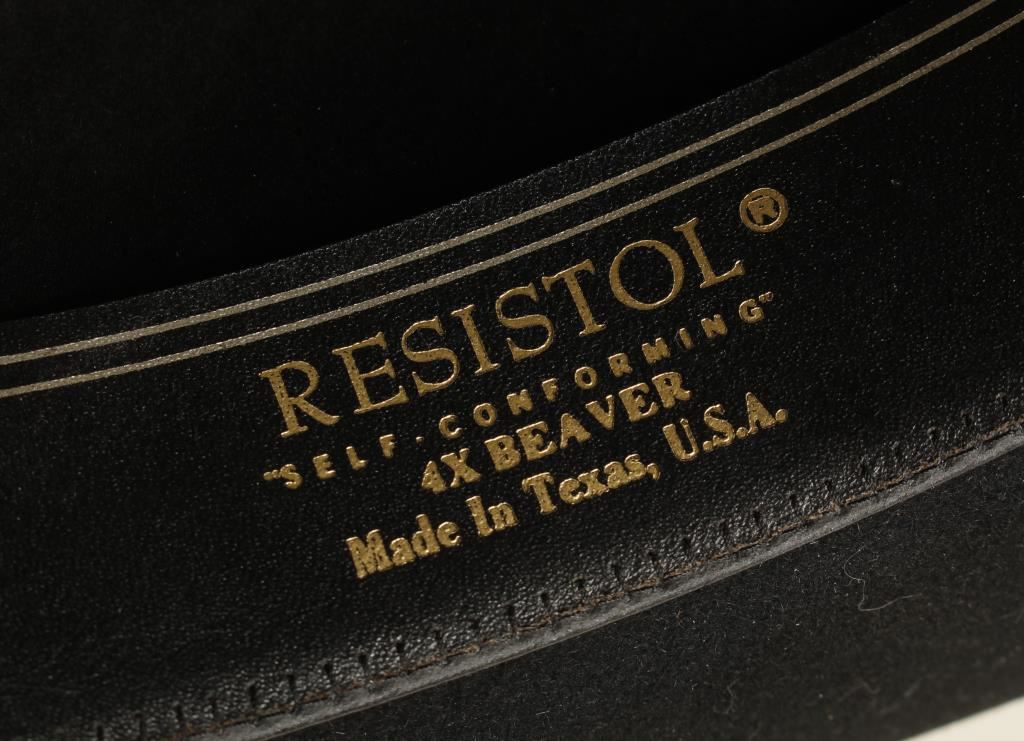 RESISTOL®
"SELF-CONFORMING"
4X BEAVER
Made In Texas, U.S.A.